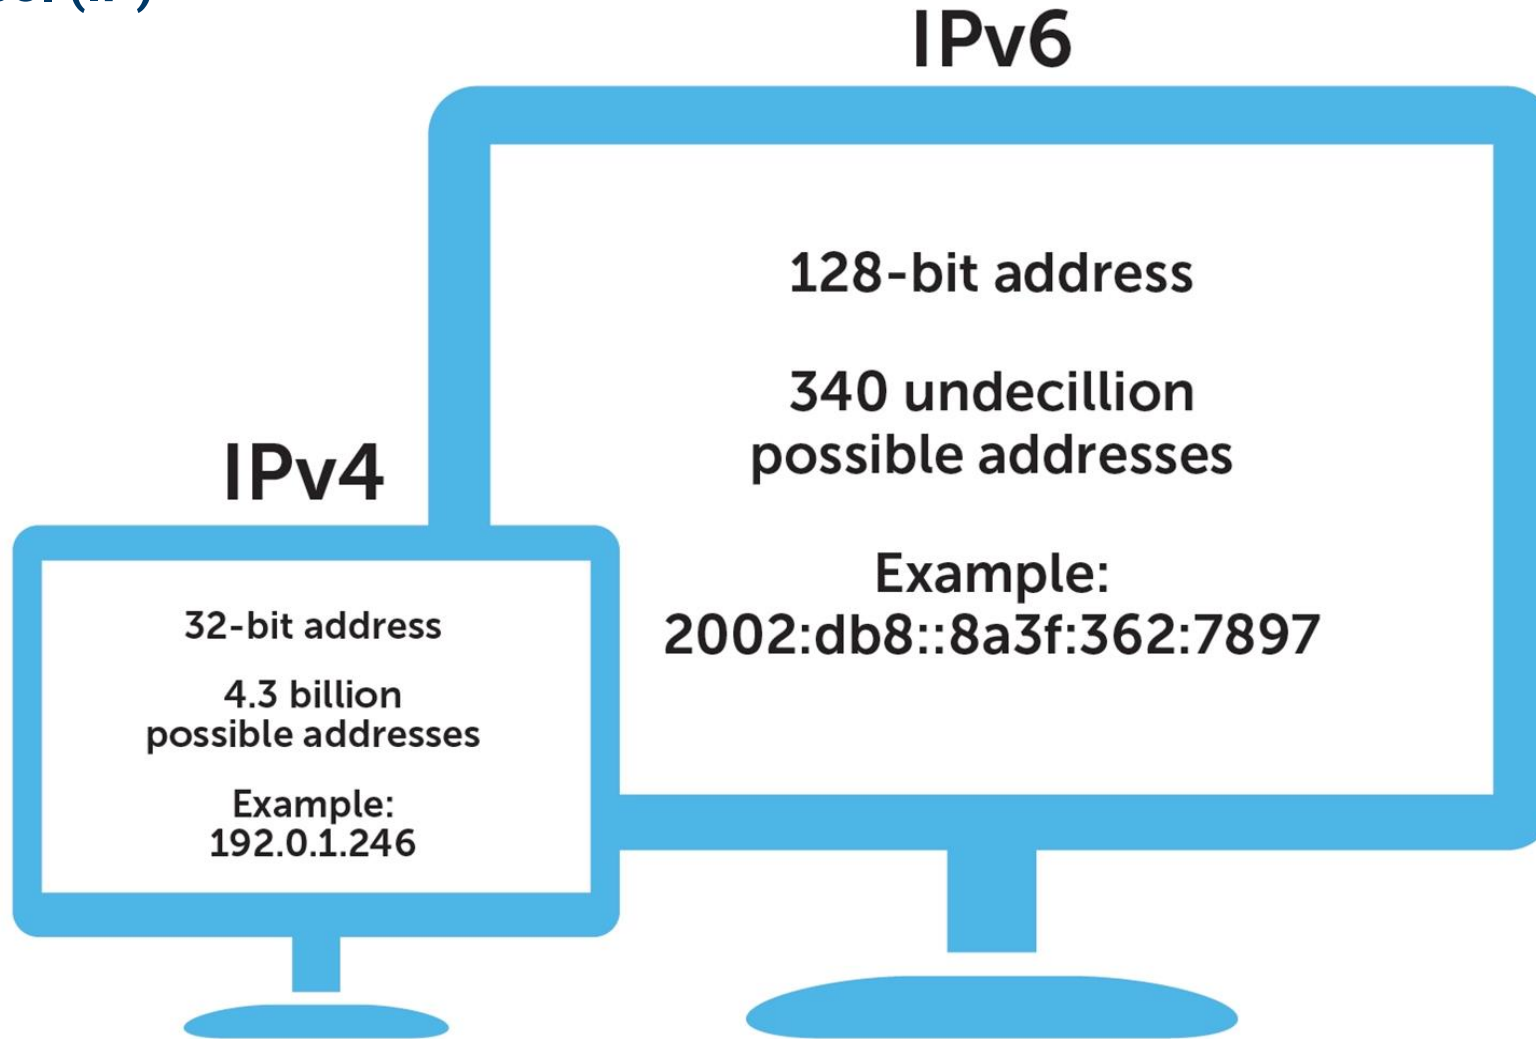 (IP)
IPv6
128-bit address
340 undecillion
possible addresses
Example:
2002:db8::8a3f:362:7897
IPv4
32-bit address
4.3 billion
possible addresses
Example:
192.0.1.246